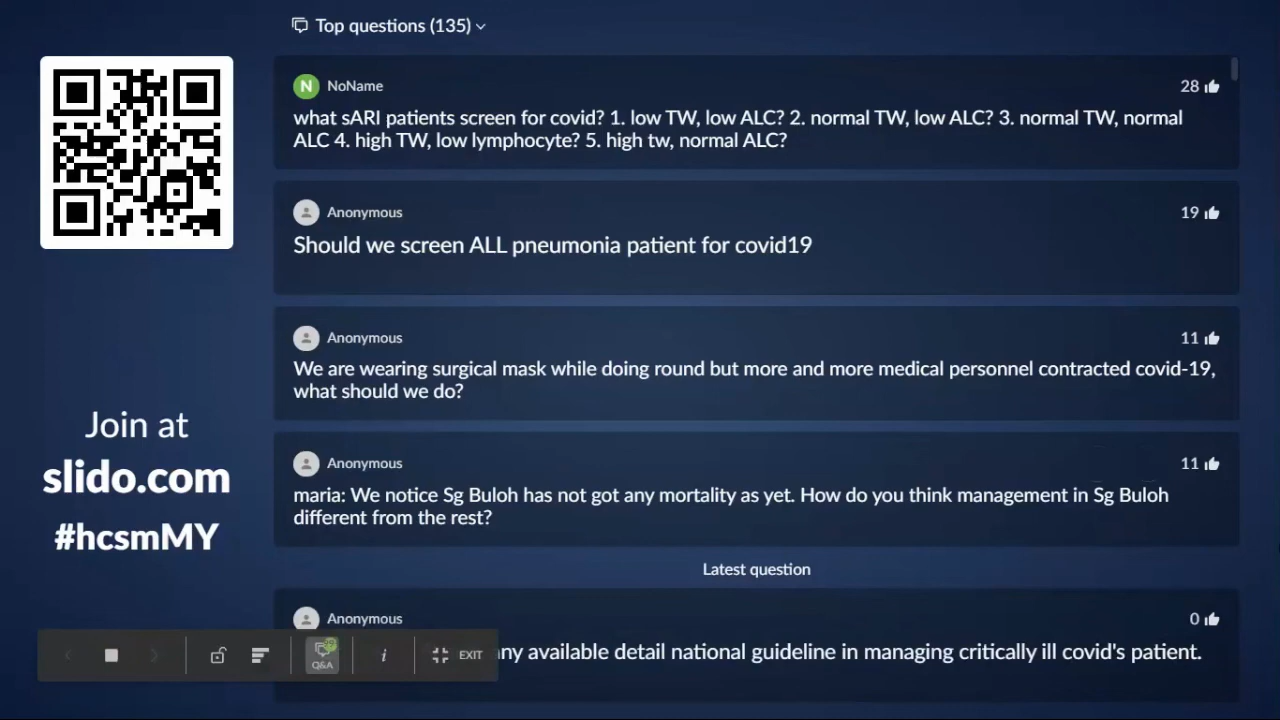 Top questions (135)
N NoName
28
what sARI patients screen for covid? 1. low TW, low ALC? 2. normal TW, low ALC? 3. normal TW, normal
ALC 4. high TW, low lymphocyte? 5. high tw, normal ALC?
Anonymous
19
Should we screen ALL pneumonia patient for covid19
Anonymous
11
We are wearing surgical mask while doing round but more and more medical personnel contracted covid-19,
what should we do?
Anonymous
11
maria: We notice Sg Buloh has not got any mortality as yet. How do you think management in Sg Buloh
different from the rest?
Latest question
Anonymous
0
available detail national guideline in managing critically ill covid's patient.
Join at
slido.com
#hcsmMY
Q&A
i
EXIT